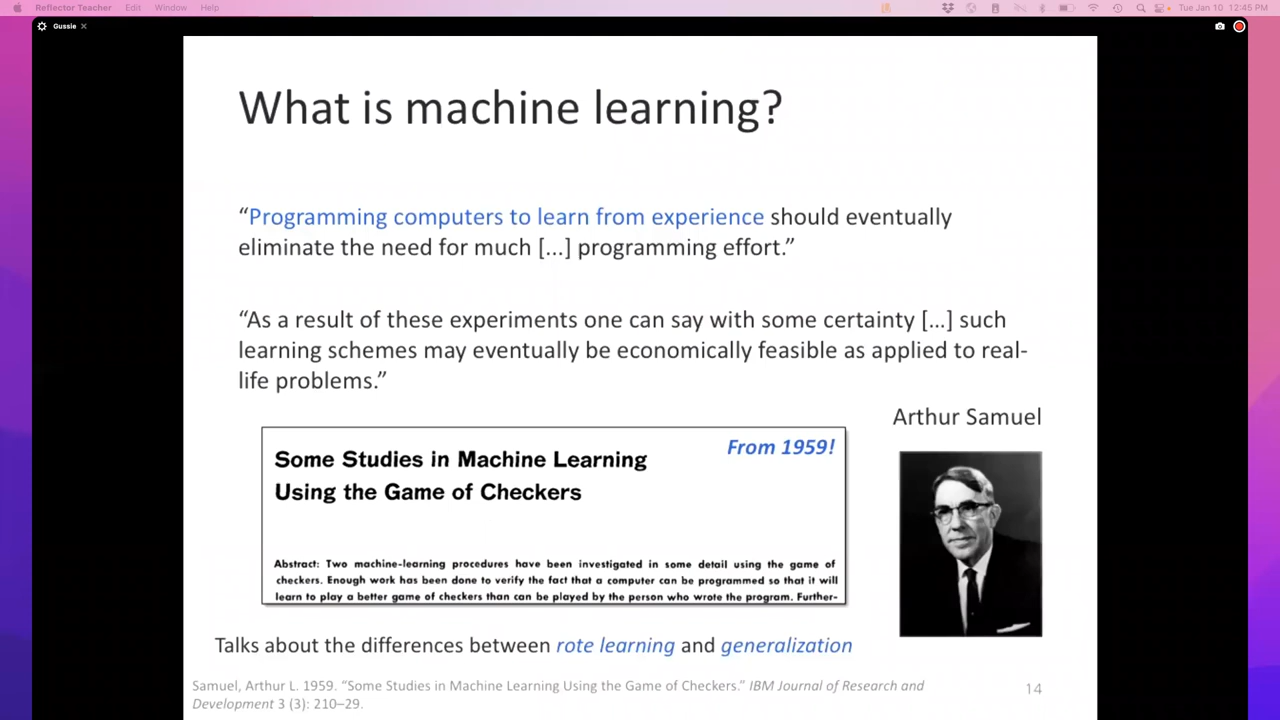 Reflector Teacher Edit Window Help Tue Jan 10 12:45 PM
Gussie
What is machine learning?
“Programming computers to learn from experience should eventually
eliminate the need for much [...] programming effort.”
“As a result of these experiments one can say with some certainty [...] such
learning schemes may eventually be economically feasible as applied to real-
life problems.”
Arthur Samuel
From 1959!
Some Studies in Machine Learning
Using the Game of Checkers
Abstract: Two machine-learning procedures have been investigated in some detail using the game of
checkers. Enough work has been done to verify the fact that a computer can be programmed so that it will
learn to play a better game of checkers than can be played by the person who wrote the program. Further-
Talks about the differences between rote learning and generalization
Samuel, Arthur L. 1959. “Some Studies in Machine Learning Using the Game of Checkers.” IBM Journal of Research and
Development 3 (3): 210–29.
14